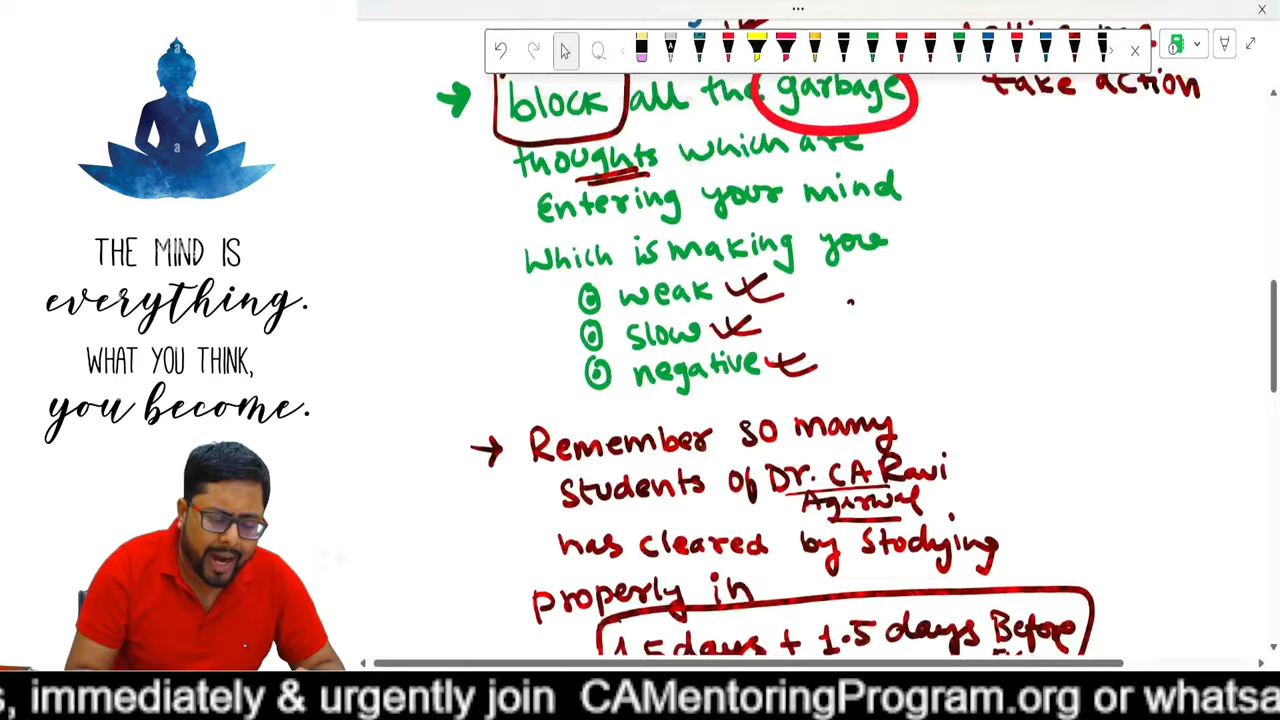 take action
block all the garbage
thoughts which are
Entering your mind
which is making you
weak
slow
negative
THE MIND IS
everything.
WHAT YOU THINK,
you become.
→ Remember so many
students of Dr. CA Ravi
Agarwal
has cleared by studying
properly in
15 days + 1.5 days Before
s, immediately & urgently join CAMentoringProgram.org or whatsa